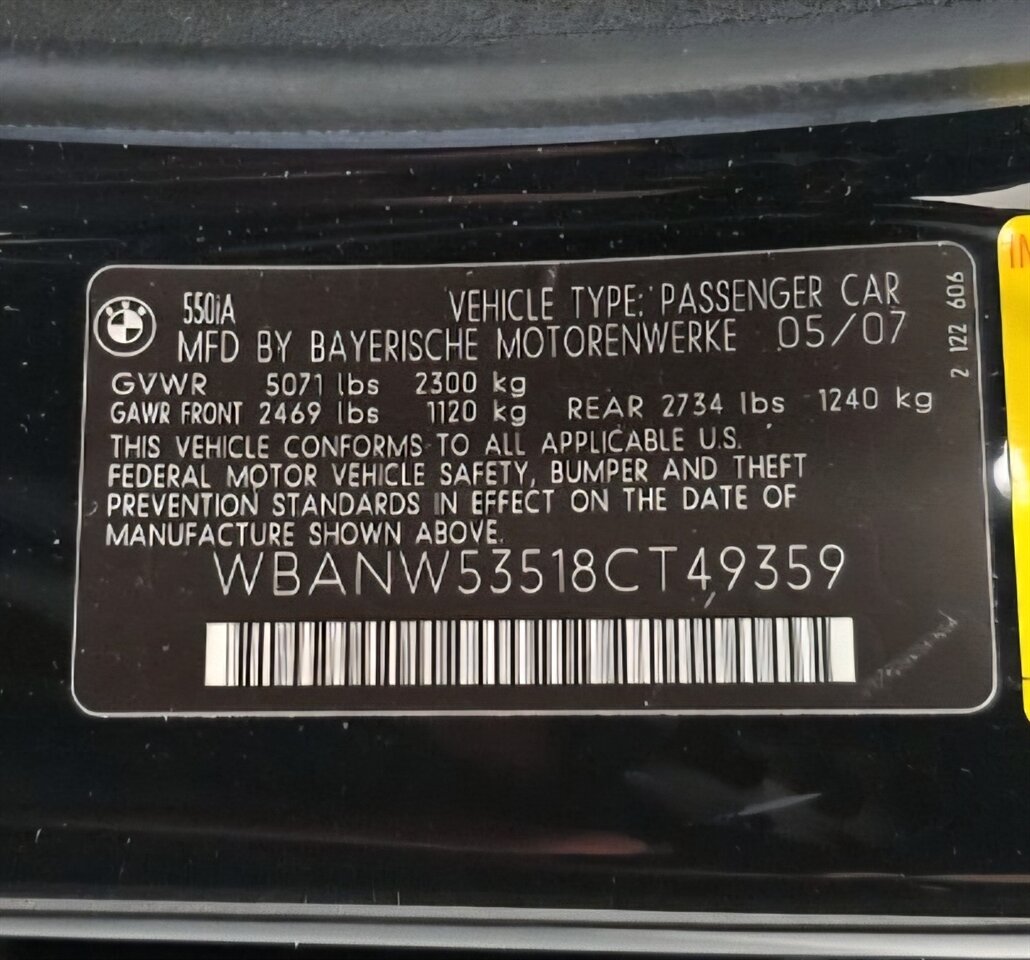 550iA
VEHICLE TYPE: PASSENGER CAR
MFD BY BAYERISCHE MOTORENWERKE 05/07
GVWR 5071 lbs 2300 kg
GAWR FRONT 2469 lbs 1120 kg REAR 2734 lbs 1240 kg
THIS VEHICLE CONFORMS TO ALL APPLICABLE U.S.
FEDERAL MOTOR VEHICLE SAFETY, BUMPER AND THEFT
PREVENTION STANDARDS IN EFFECT ON THE DATE OF
MANUFACTURE SHOWN ABOVE.
WBANW53518CT49359
2 122 606